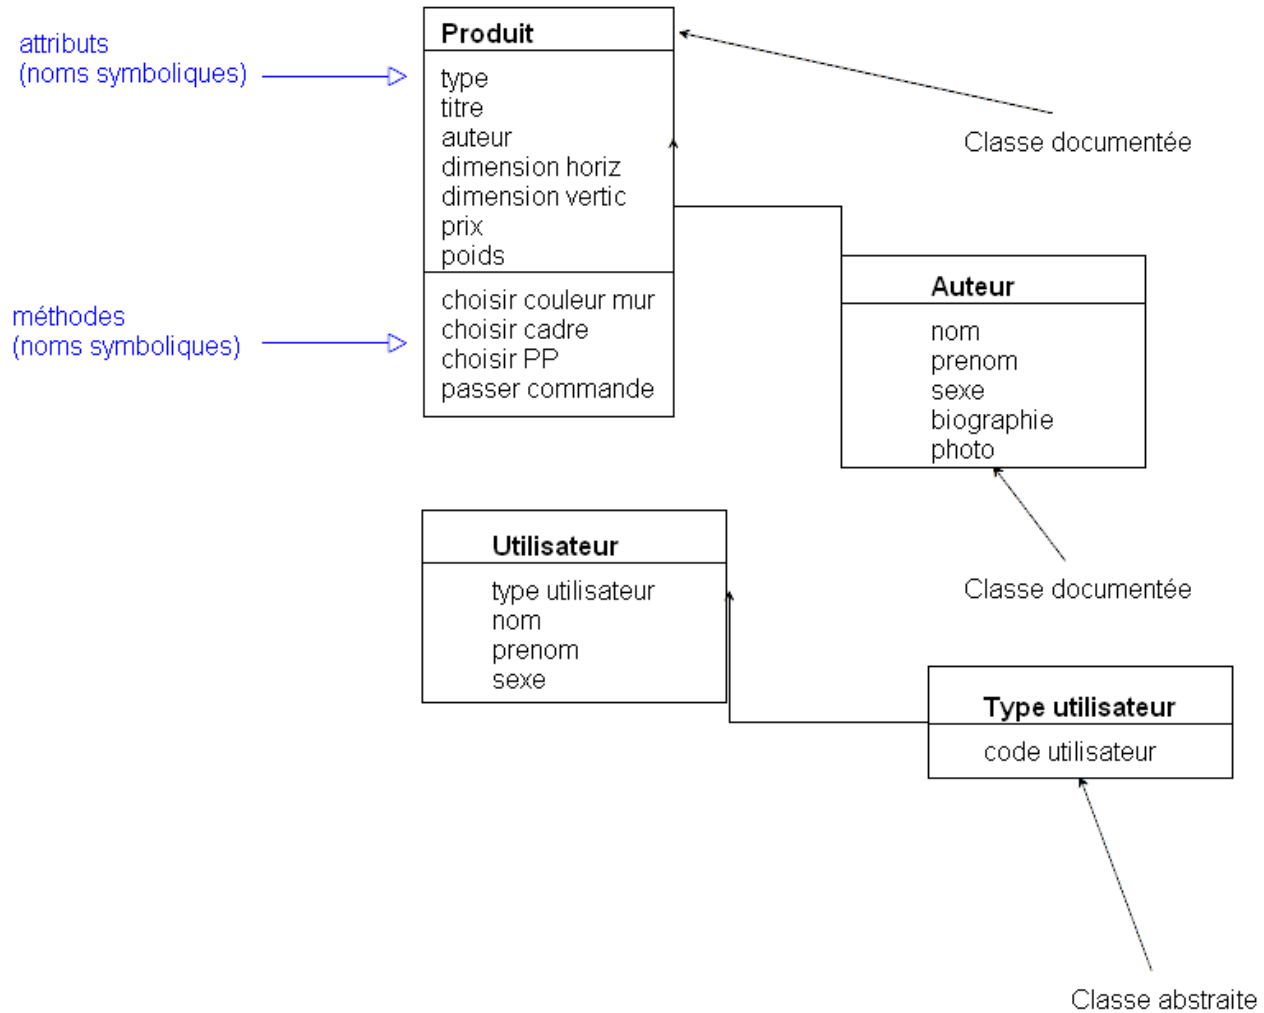 attributs
(noms symboliques)
Produit
type
titre
auteur
dimension horiz
dimension vertic
prix
poids
Classe documentée
méthodes
(noms symboliques)
choisir couleur mur
choisir cadre
choisir PP
passer commande
Auteur
nom
prenom
sexe
biographie
photo
Classe documentée
Utilisateur
type utilisateur
nom
prenom
sexe
Type utilisateur
code utilisateur
Classe abstraite